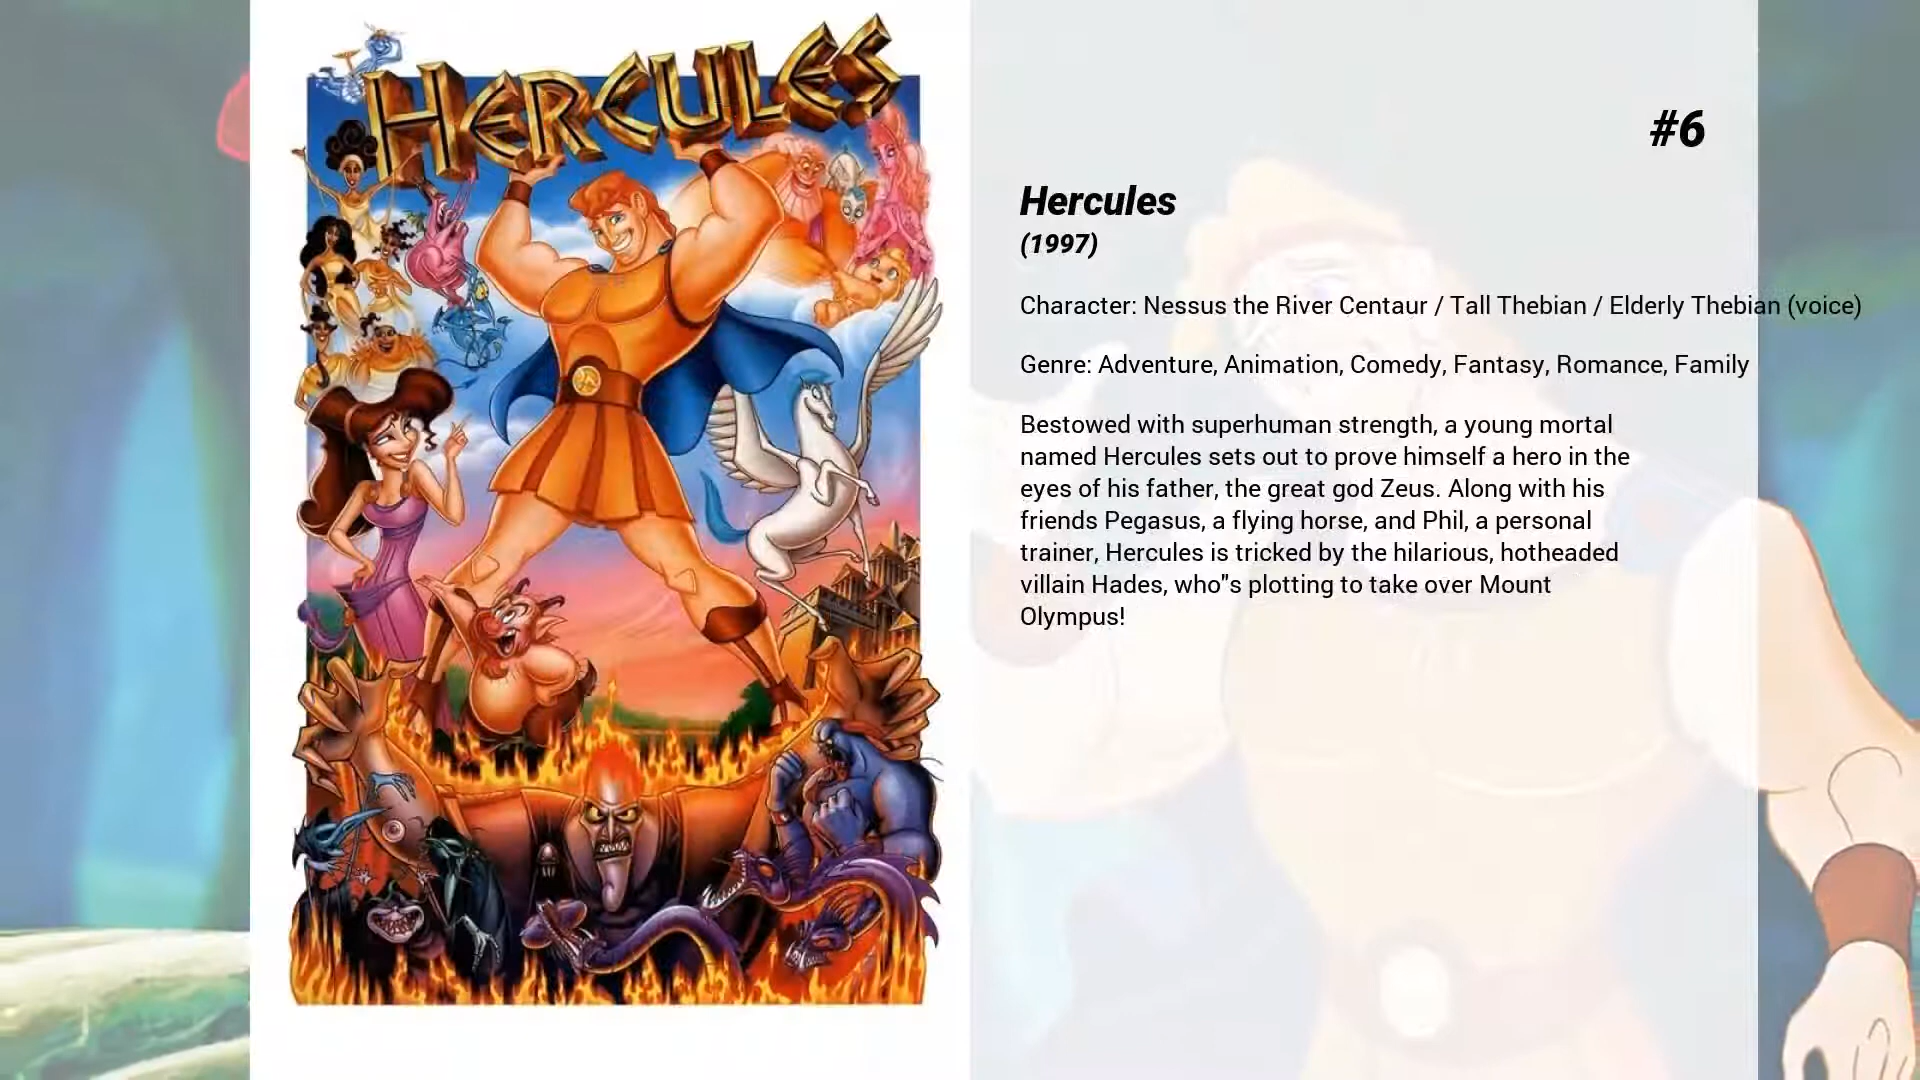 HERCULES
#6
Hercules
(1997)
Character: Nessus the River Centaur / Tall Thebian / Elderly Thebian (voice)
Genre: Adventure, Animation, Comedy, Fantasy, Romance, Family
Bestowed with superhuman strength, a young mortal
named Hercules sets out to prove himself a hero in the
eyes of his father, the great god Zeus. Along with his
friends Pegasus, a flying horse, and Phil, a personal
trainer, Hercules is tricked by the hilarious, hotheaded
villain Hades, who"s plotting to take over Mount
Olympus!